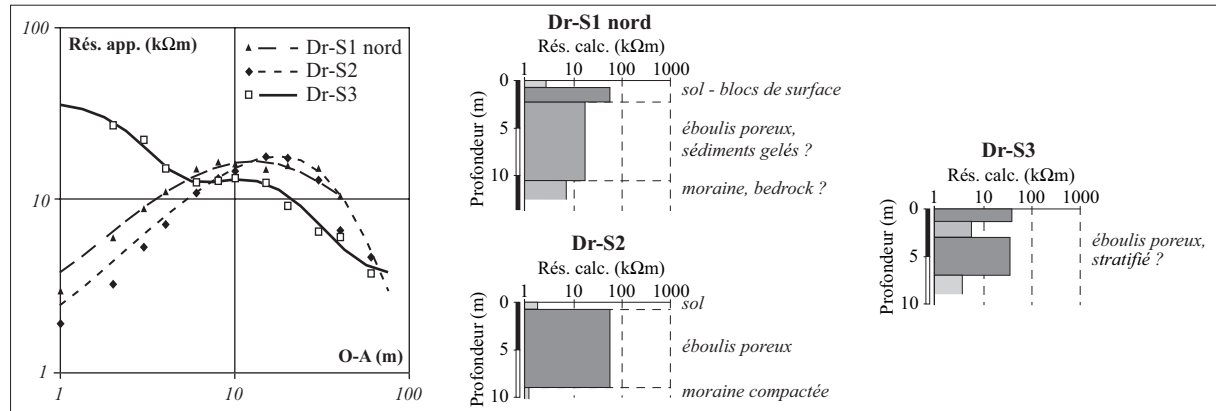 100
Rés. app. (kΩm)
Dr-S1 nord
Dr-S2
Dr-S3
10
1
O-A (m)
1
10
100
Dr-S1 nord
Rés. calc. (kΩm)
1
10
100
1000
Profondeur (m)
0
5
10
sol - blocs de surface
éboulis poreux,
sédiments gelés ?
moraine, bedrock ?
Dr-S2
Rés. calc. (kΩm)
1
10
100
1000
Profondeur (m)
0
5
10
sol
éboulis poreux
moraine compactée
Dr-S3
Rés. calc. (kΩm)
1
10
100
1000
Profondeur (m)
0
5
10
éboulis poreux,
stratifié ?